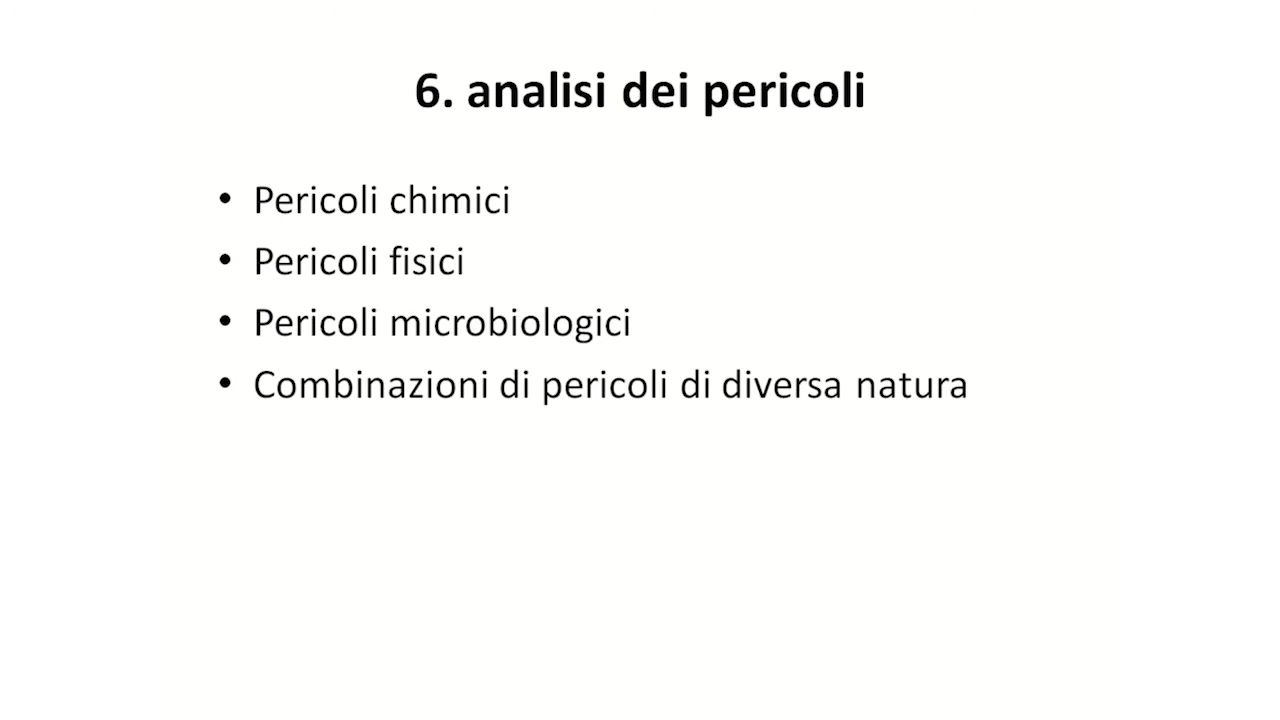 6. analisi dei pericoli
• Pericoli chimici
• Pericoli fisici
• Pericoli microbiologici
• Combinazioni di pericoli di diversa natura